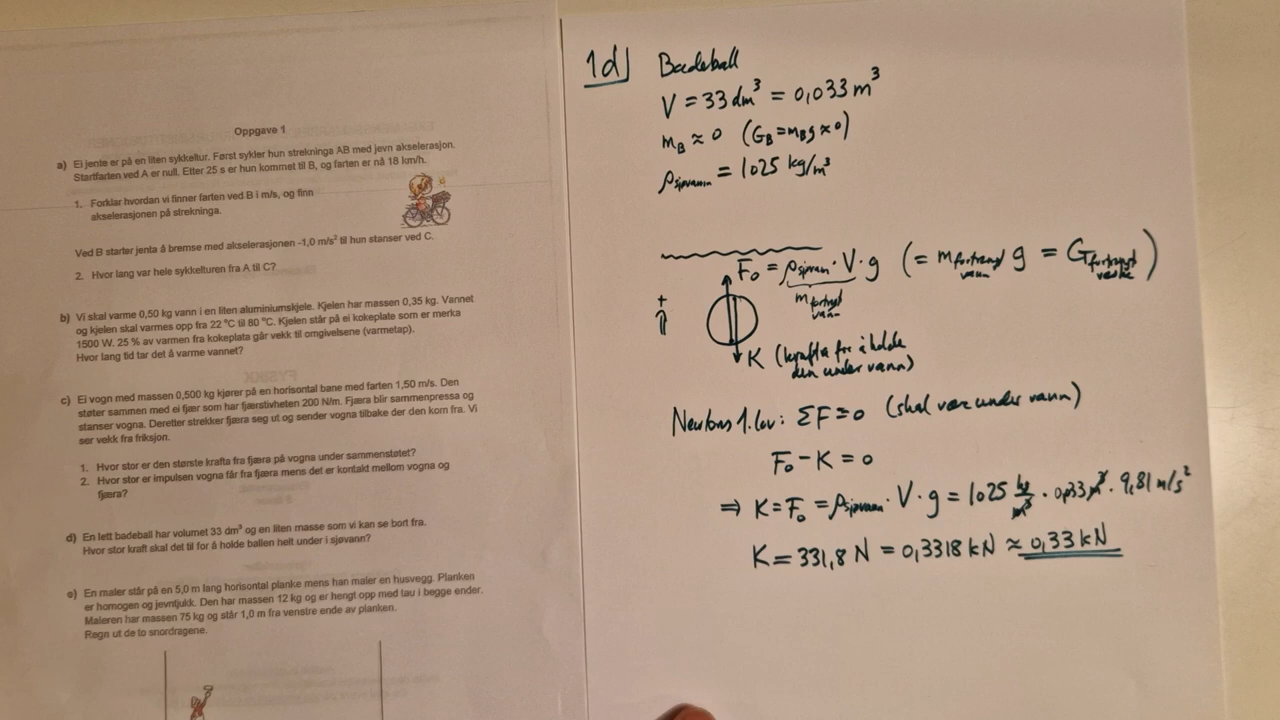 Oppgave 1
a) Ei jente er på en liten sykkeltur. Først sykler hun strekninga AB med jevn akselerasjon.
Startfarten ved A er null. Etter 25 s er hun kommet til B, og farten er nå 18 km/h.
1. Forklar hvordan vi finner farten ved B i m/s, og finn
akselerasjonen på strekninga.
Ved B starter jenta å bremse med akselerasjonen -1,0 m/s² til hun stanser ved C.
2. Hvor lang var hele sykkelturen fra A til C?
b) Vi skal varme 0,50 kg vann i en liten aluminiumskjele. Kjelen har massen 0,35 kg. Vannet
og kjelen skal varmes opp fra 22 °C til 80 °C. Kjelen står på ei kokeplate som er merka
1500 W. 25 % av varmen fra kokeplata går vekk til omgivelsene (varmetap).
Hvor lang tid tar det å varme vannet?
c) Ei vogn med massen 0,500 kg kjører på en horisontal bane med farten 1,50 m/s. Den
støter sammen med ei fjær som har fjærstivheten 200 N/m. Fjæra blir sammenpressa og
stanser vogna. Deretter strekker fjæra seg ut og sender vogna tilbake der den kom fra. Vi
ser vekk fra friksjon.
1. Hvor stor er den største krafta fra fjæra på vogna under sammenstøtet?
2. Hvor stor er impulsen vogna får fra fjæra mens det er kontakt mellom vogna og
fjæra?
d) En lett badeball har volumet 33 dm³ og en liten masse som vi kan se bort fra.
Hvor stor kraft skal det til for å holde ballen helt under i sjøvann?
e) En maler står på en 5,0 m lang horisontal planke mens han maler en husvegg. Planken
er homogen og jevntjukk. Den har massen 12 kg og er hengt opp med tau i begge ender.
Maleren har massen 75 kg og står 1,0 m fra venstre ende av planken.
Regn ut de to snordragene.
1d) Badeball
V = 33 dm³ = 0,033 m³
m_B ≈ 0 (G_B = m_B g ≈ 0)
ρ_sjøvann = 1025 kg/m³
F_o = ρ_sjøvann · V · g (= m_fortrengt vann g = G_fortrengt væske)
m_fortrengt vann
+
K (krafta for å holde
den under vann)
Newtons 1. lov: ΣF = 0 (skal være under vann)
F_o - K = 0
⇒ K = F_o = ρ_sjøvann · V · g = 1025 kg/m³ · 0,033 m³ · 9,81 m/s²
K = 331,8 N = 0,3318 kN ≈ 0,33 kN